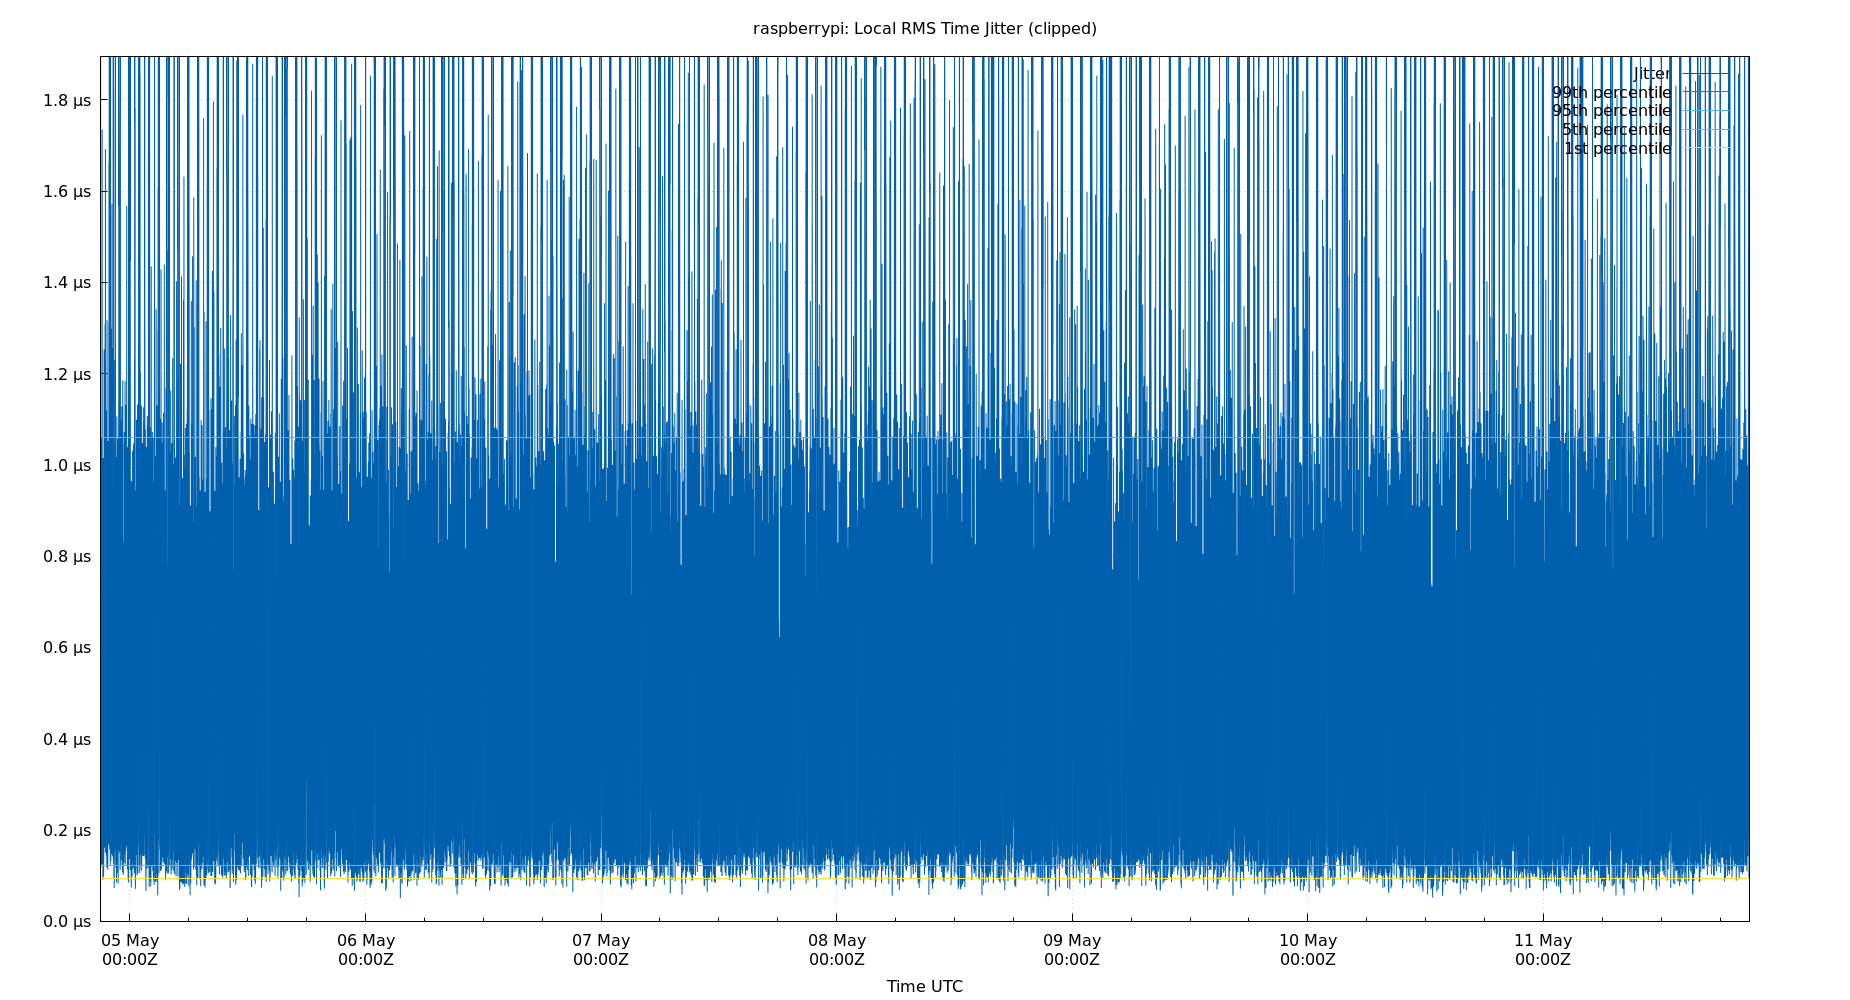 raspberrypi: Local RMS Time Jitter (clipped)
Jitter
99th percentile
95th percentile
5th percentile
1st percentile
1.8 µs
1.6 µs
1.4 µs
1.2 µs
1.0 µs
0.8 µs
0.6 µs
0.4 µs
0.2 µs
0.0 µs
05 May 06 May 07 May 08 May 09 May 10 May 11 May
00:00Z 00:00Z 00:00Z 00:00Z 00:00Z 00:00Z 00:00Z
Time UTC